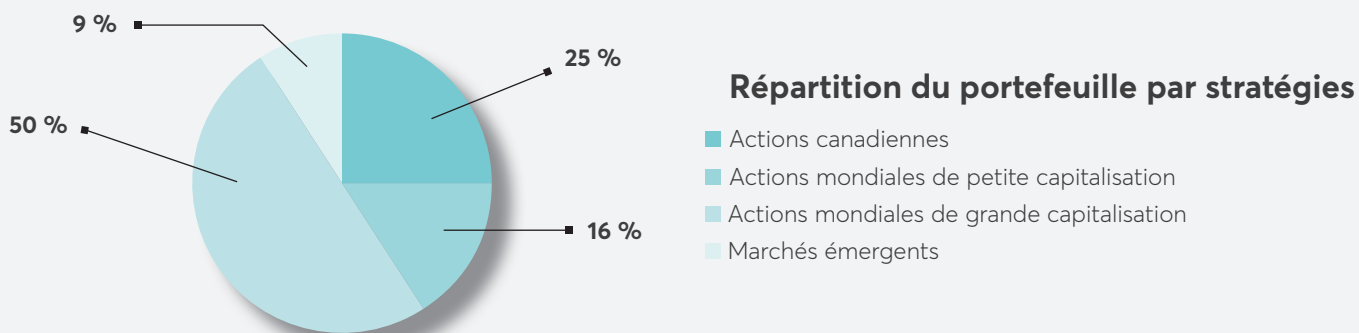 9 %
25 %
50 %
16 %
Répartition du portefeuille par stratégies
Actions canadiennes
Actions mondiales de petite capitalisation
Actions mondiales de grande capitalisation
Marchés émergents